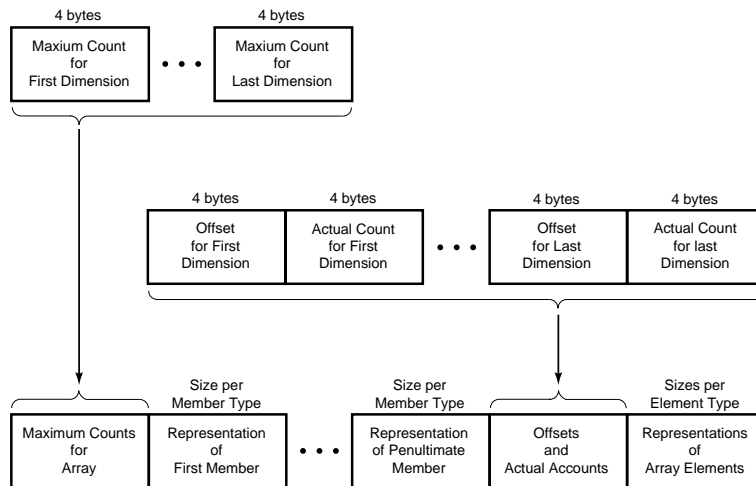 4 bytes
4 bytes
Maxium Count
for
First Dimension
• • •
Maxium Count
for
Last Dimension
4 bytes
4 bytes
4 bytes
4 bytes
Offset
for First
Dimension
Actual Count
for First
Dimension
• • •
Offset
for Last
Dimension
Actual Count
for last
Dimension
Size per
Member Type
Size per
Member Type
Sizes per
Element Type
Maximum Counts
for
Array
Representation
of
First Member
• • •
Representation
of Penultimate
Member
Offsets
and
Actual Accounts
Representations
of
Array Elements